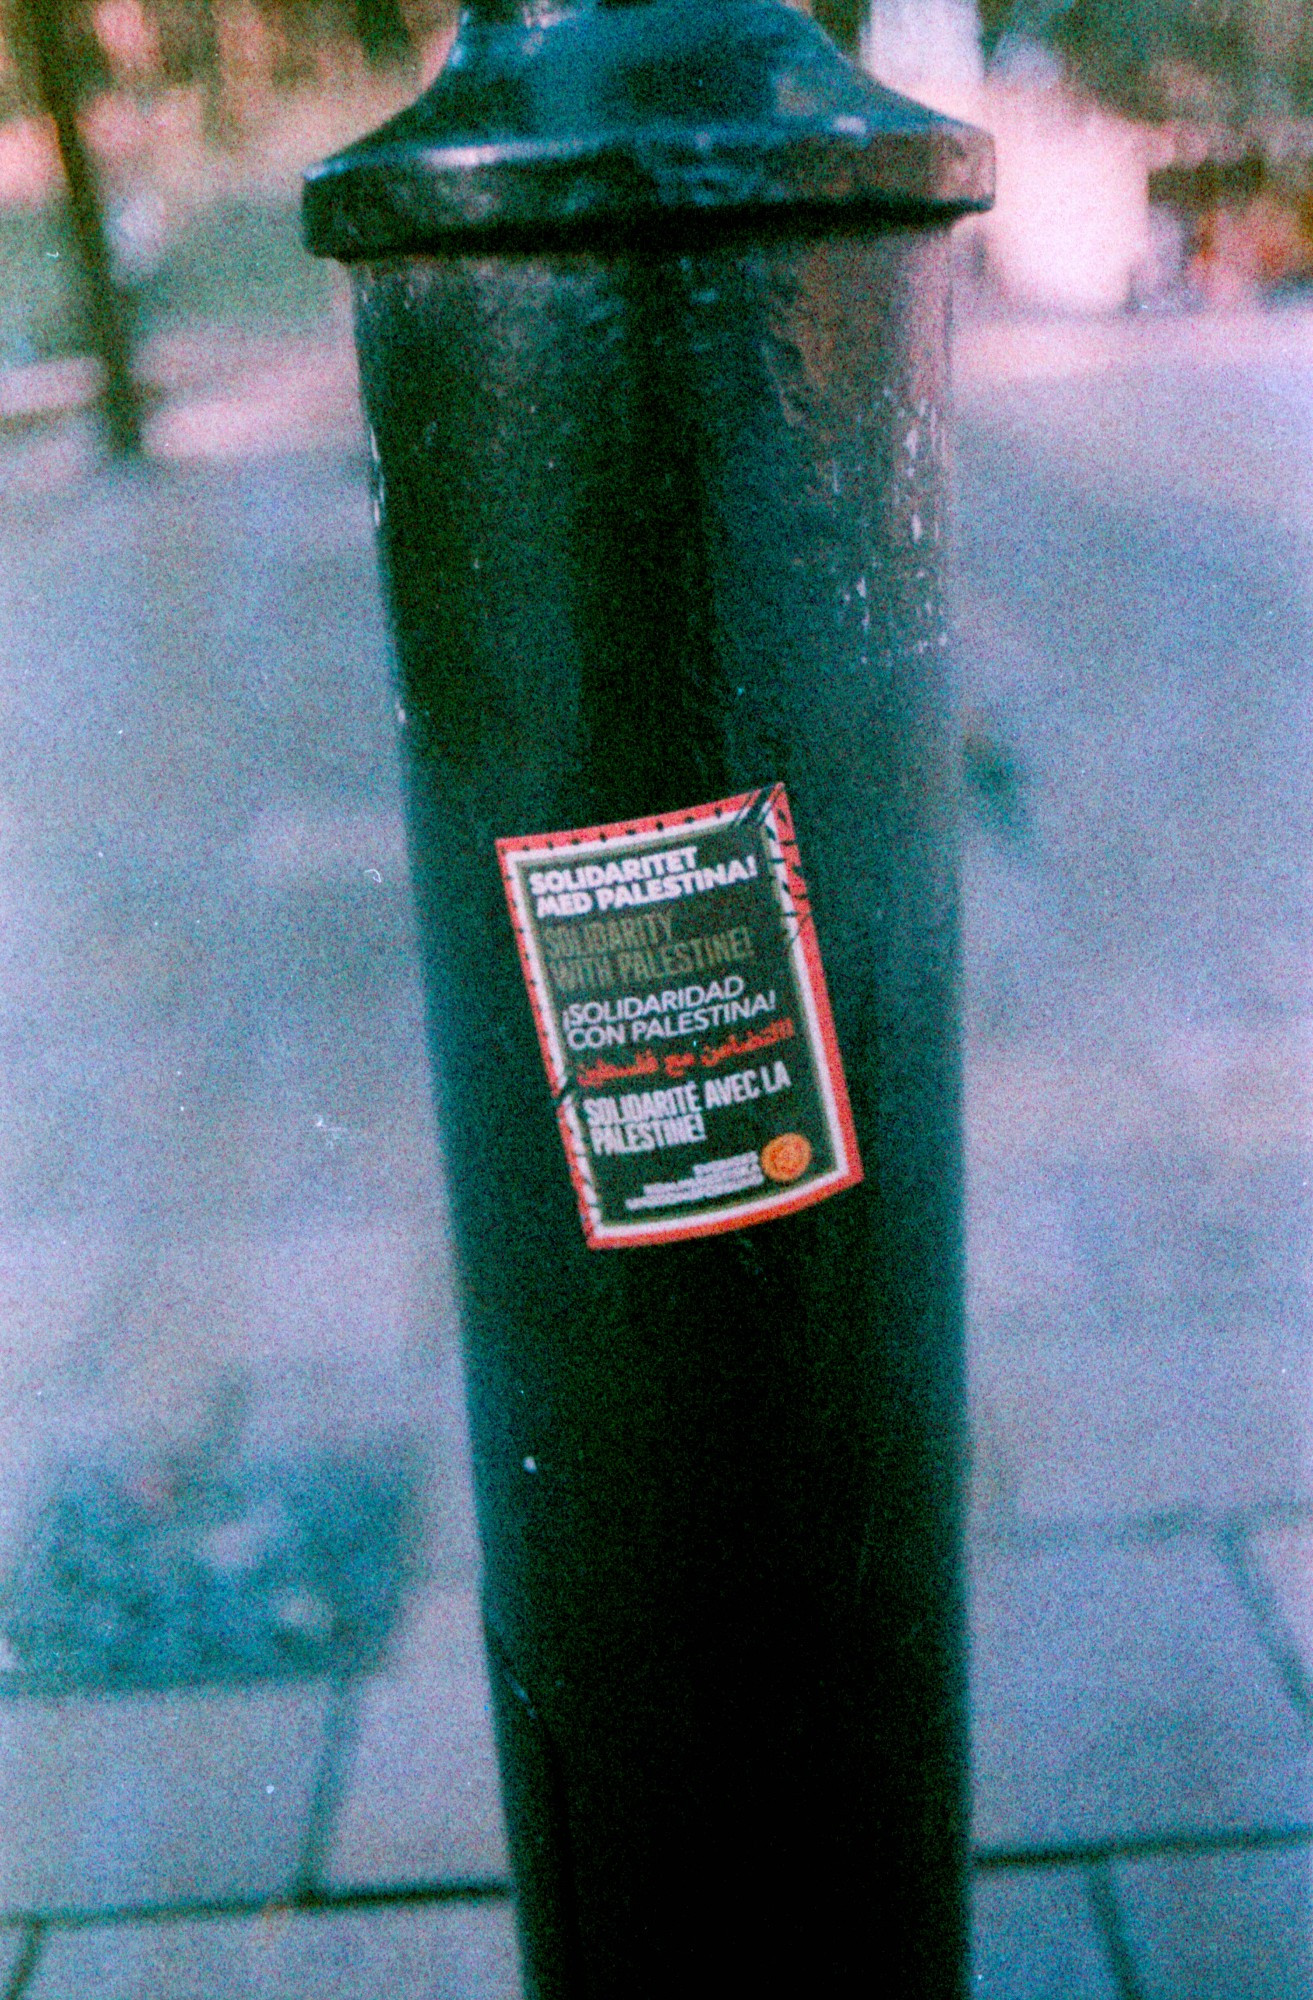 SOLIDARITET
MED PALESTINA!
SOLIDARITY
WITH PALESTINE!
¡SOLIDARIDAD
CON PALESTINA!
التضامن مع فلسطين
SOLIDARITÉ AVEC LA
PALESTINE!